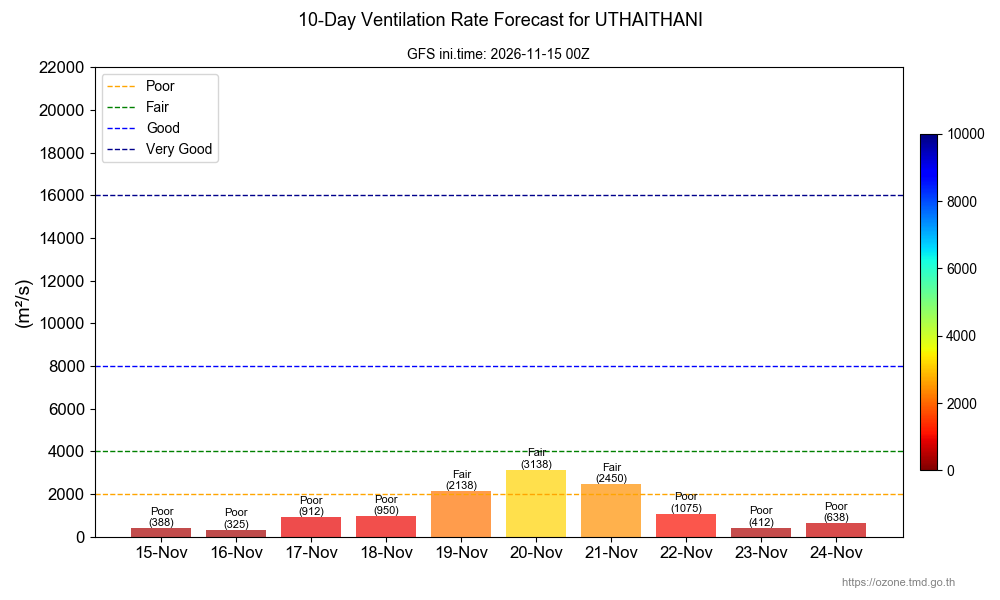 10-Day Ventilation Rate Forecast for UTHAITHANI
GFS ini.time: 2026-11-15 00Z
22000
20000
18000
16000
14000
12000
10000
8000
6000
4000
2000
0
(m²/s)
Poor
Fair
Good
Very Good
Poor
(388)
Poor
(325)
Poor
(912)
Poor
(950)
Fair
(2138)
Fair
(3138)
Fair
(2450)
Poor
(1075)
Poor
(412)
Poor
(638)
15-Nov
16-Nov
17-Nov
18-Nov
19-Nov
20-Nov
21-Nov
22-Nov
23-Nov
24-Nov
10000
8000
6000
4000
2000
0
https://ozone.tmd.go.th